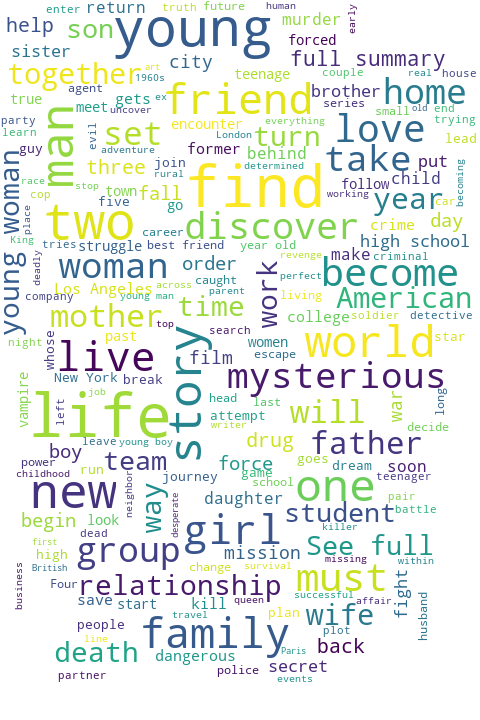 enter return truth future human
help son young murder early
sister forced
city full summary
together teenage couple real house
agent friend brother home
true meet gets ex 1960s art series small old end
man uncover everything trying
learn evil set encounter London turn love lead
party adventure determined
guy three former behind take put
race stop join find working becoming
cop rural follow child car
young woman place town fall year
King two five go discover crime day
deadly tries struggle career best friend year old high school
woman order make revenge criminal
become
company Los Angeles young man across caught parent perfect
mother time work living American
top college soldier detective
night past search world star
whose live story film women
New York break escape
vampire job head last mysterious long
left life attempt war decide
leave young boy writer drug will
boy team force goes father
power childhood run way journey game school dream soon teenager
new neighbor desperate daughter one pair battle
begin look girl student killer
first high dead group mission See full
British missing within
business Four relationship change survival must fight
save start kill queen successful affair
people travel plan wife husband
line family plot back
death dangerous Paris
partner police secret
events